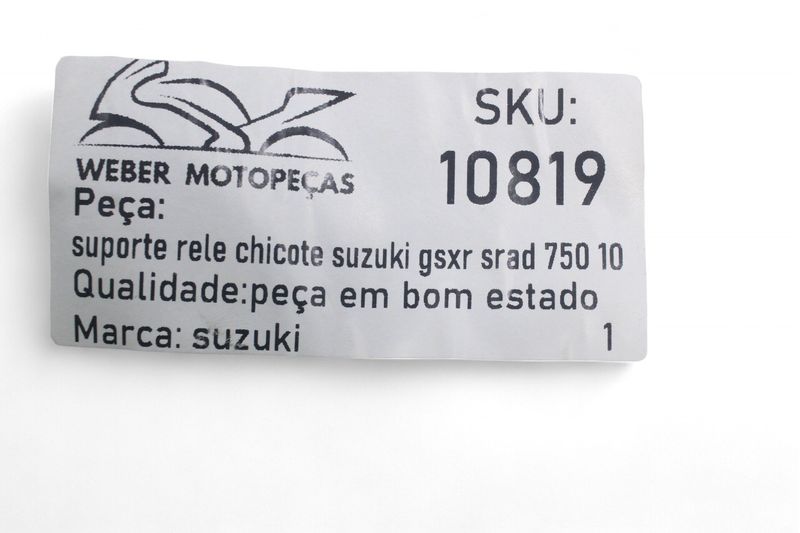 WEBER MOTOPEÇAS
SKU:
10819
Peça:
suporte rele chicote suzuki gsxr srad 750 10
Qualidade:peça em bom estado
Marca: suzuki 1